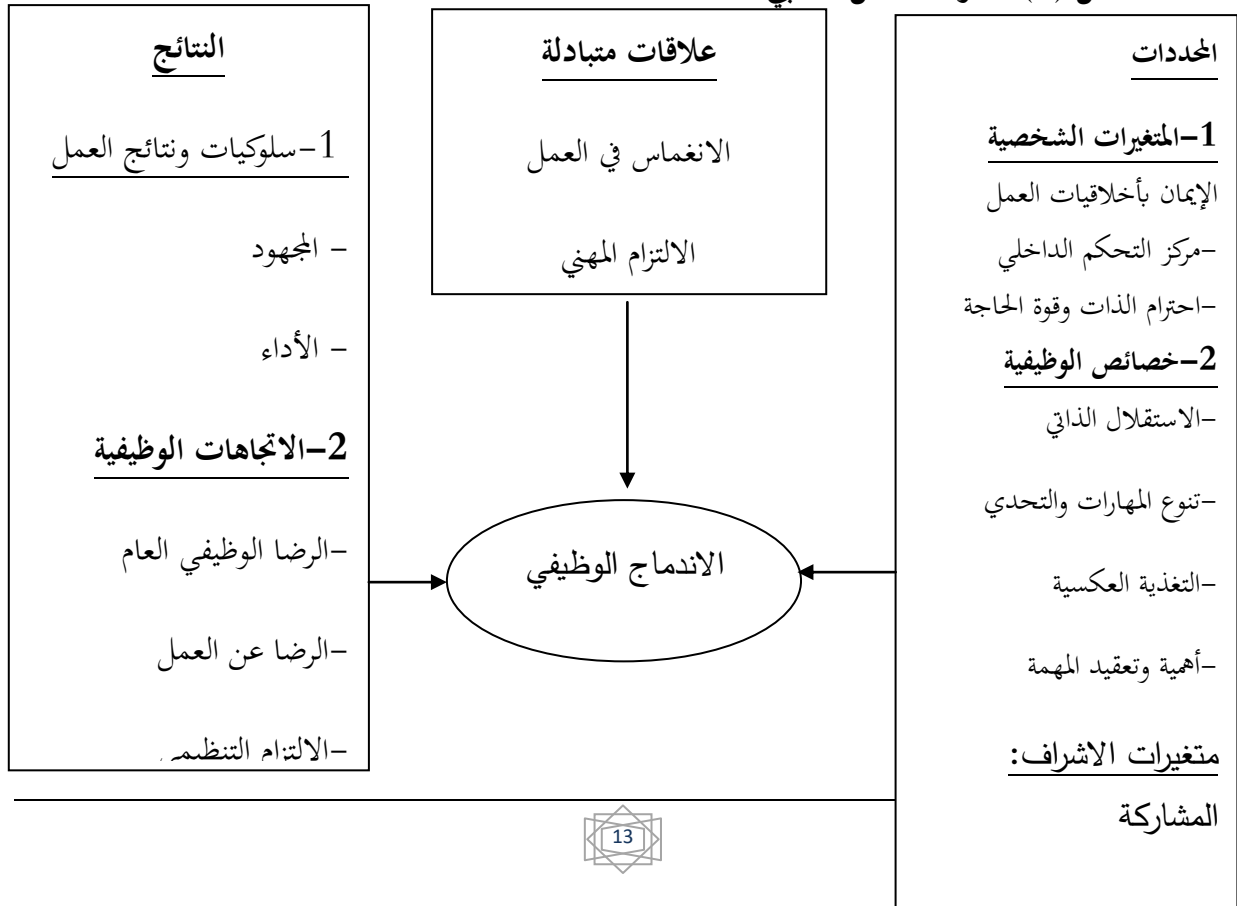 المحددات
1-المتغيرات الشخصية
الإيمان بأخلاقيات العمل
-مركز التحكم الداخلي
-احترام الذات وقوة الحاجة
2-خصائص الوظيفية
-الاستقلال الذاتي
-تنوع المهارات والتحدي
-التغذية العكسية
-أهمية وتعقيد المهمة
متغيرات الاشراف:
المشاركة
علاقات متبادلة
الانغماس في العمل
الالتزام المهني
الاندماج الوظيفي
النتائج
1-سلوكيات ونتائج العمل
- المجهود
- الأداء
2-الاتجاهات الوظيفية
-الرضا الوظيفي العام
-الرضا عن العمل
-الالتزام التنظيمي
13